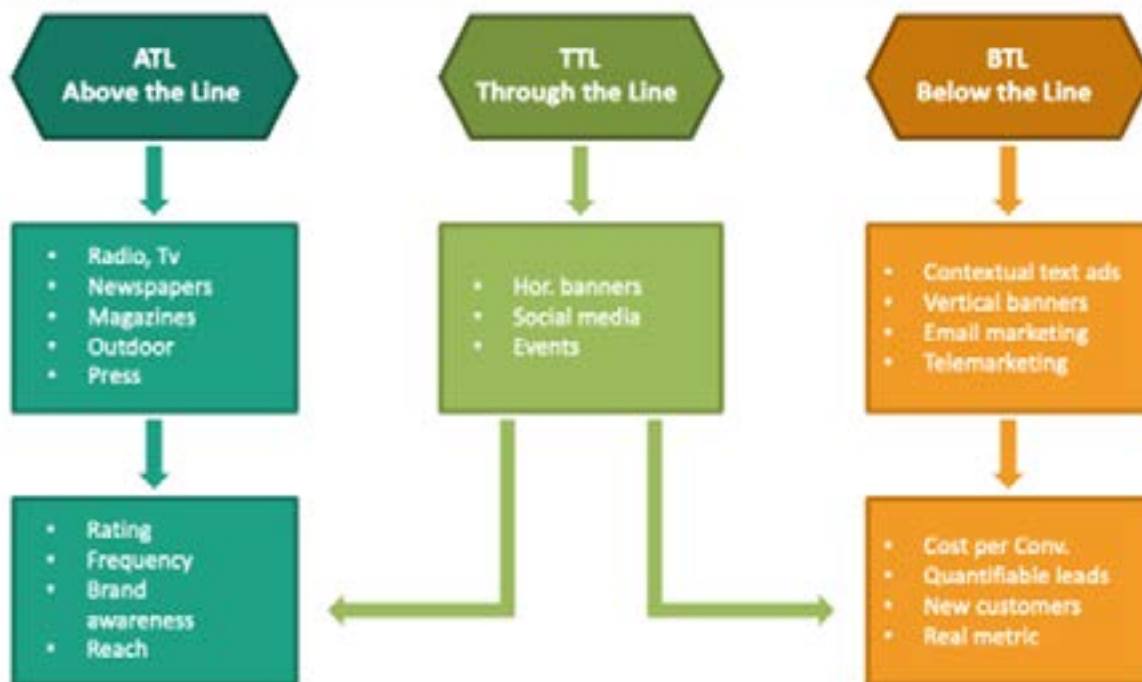 ATL
Above the Line
TTL
Through the Line
BTL
Below the Line
• Radio, Tv
• Newspapers
• Magazines
• Outdoor
• Press
• Hor. banners
• Social media
• Events
• Contextual text ads
• Vertical banners
• Email marketing
• Telemarketing
• Rating
• Frequency
• Brand
awareness
• Reach
• Cost per Conv.
• Quantifiable leads
• New customers
• Real metric